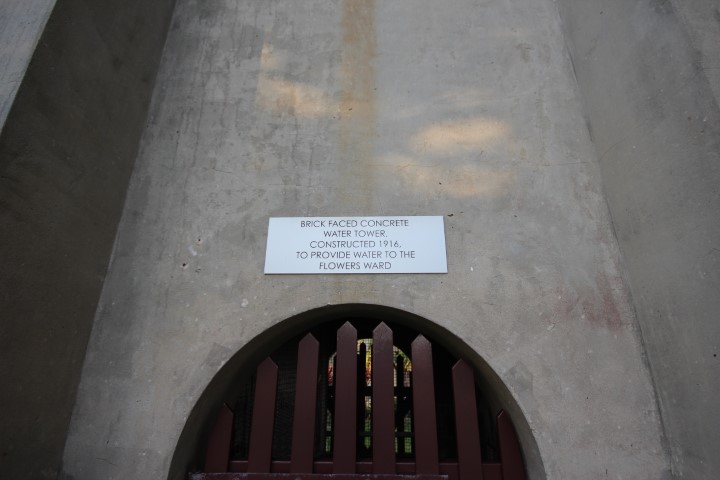 BRICK FACED CONCRETE
WATER TOWER,
CONSTRUCTED 1916,
TO PROVIDE WATER TO THE
FLOWERS WARD